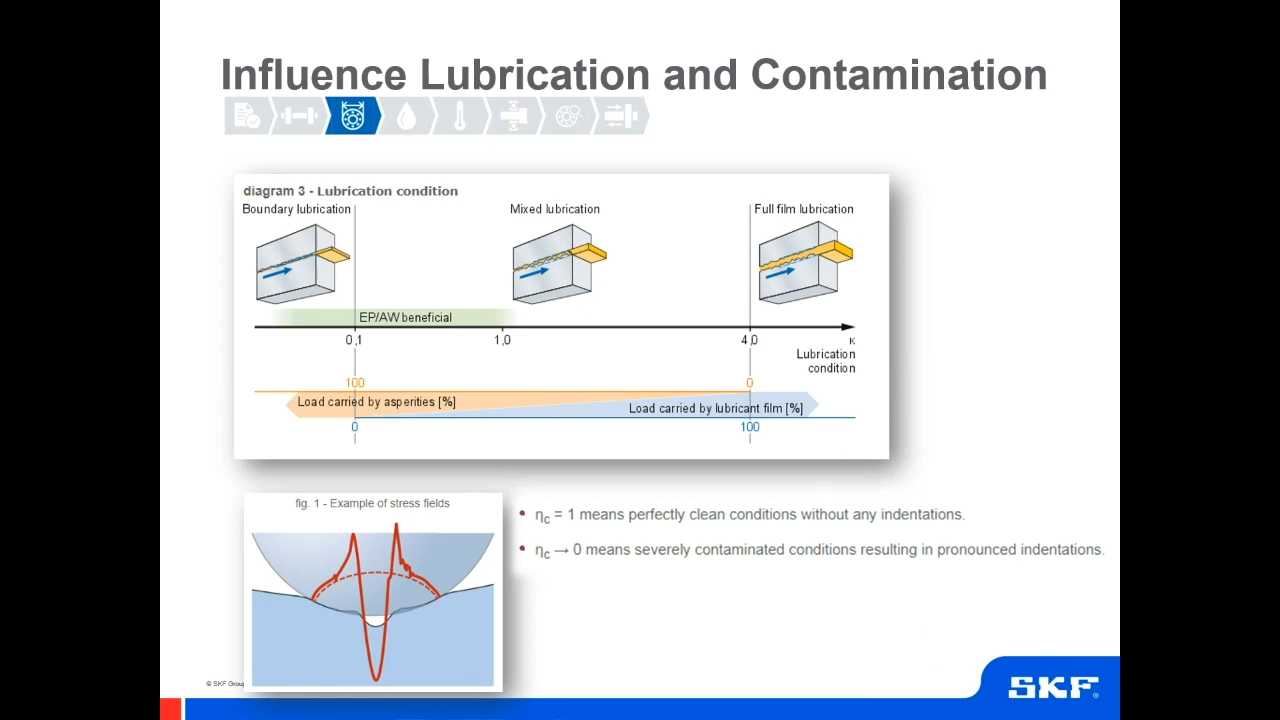 Influence Lubrication and Contamination
diagram 3 - Lubrication condition
Boundary lubrication
Mixed lubrication
Full film lubrication
EP/AW beneficial
0,1
1,0
4,0
κ
Lubrication
condition
100
0
Load carried by asperities [%]
Load carried by lubricant film [%]
0
100
fig. 1 - Example of stress fields
• ηc = 1 means perfectly clean conditions without any indentations.
• ηc → 0 means severely contaminated conditions resulting in pronounced indentations.
© SKF Group
SKF®